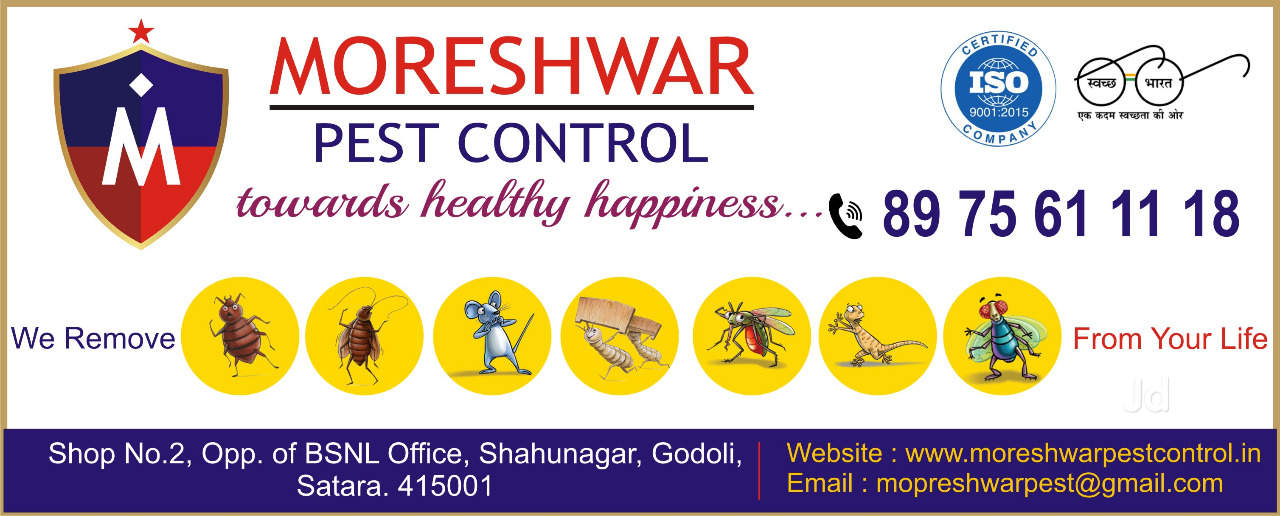 M
MORESHWAR
PEST CONTROL
towards healthy happiness...
CERTIFIED
ISO
9001:2015
COMPANY
स्वच्छ भारत
एक कदम स्वच्छता की ओर
89 75 61 11 18
We Remove
From Your Life
Jd
Shop No.2, Opp. of BSNL Office, Shahunagar, Godoli,
Satara. 415001
Website : www.moreshwarpestcontrol.in
Email : mopreshwarpest@gmail.com